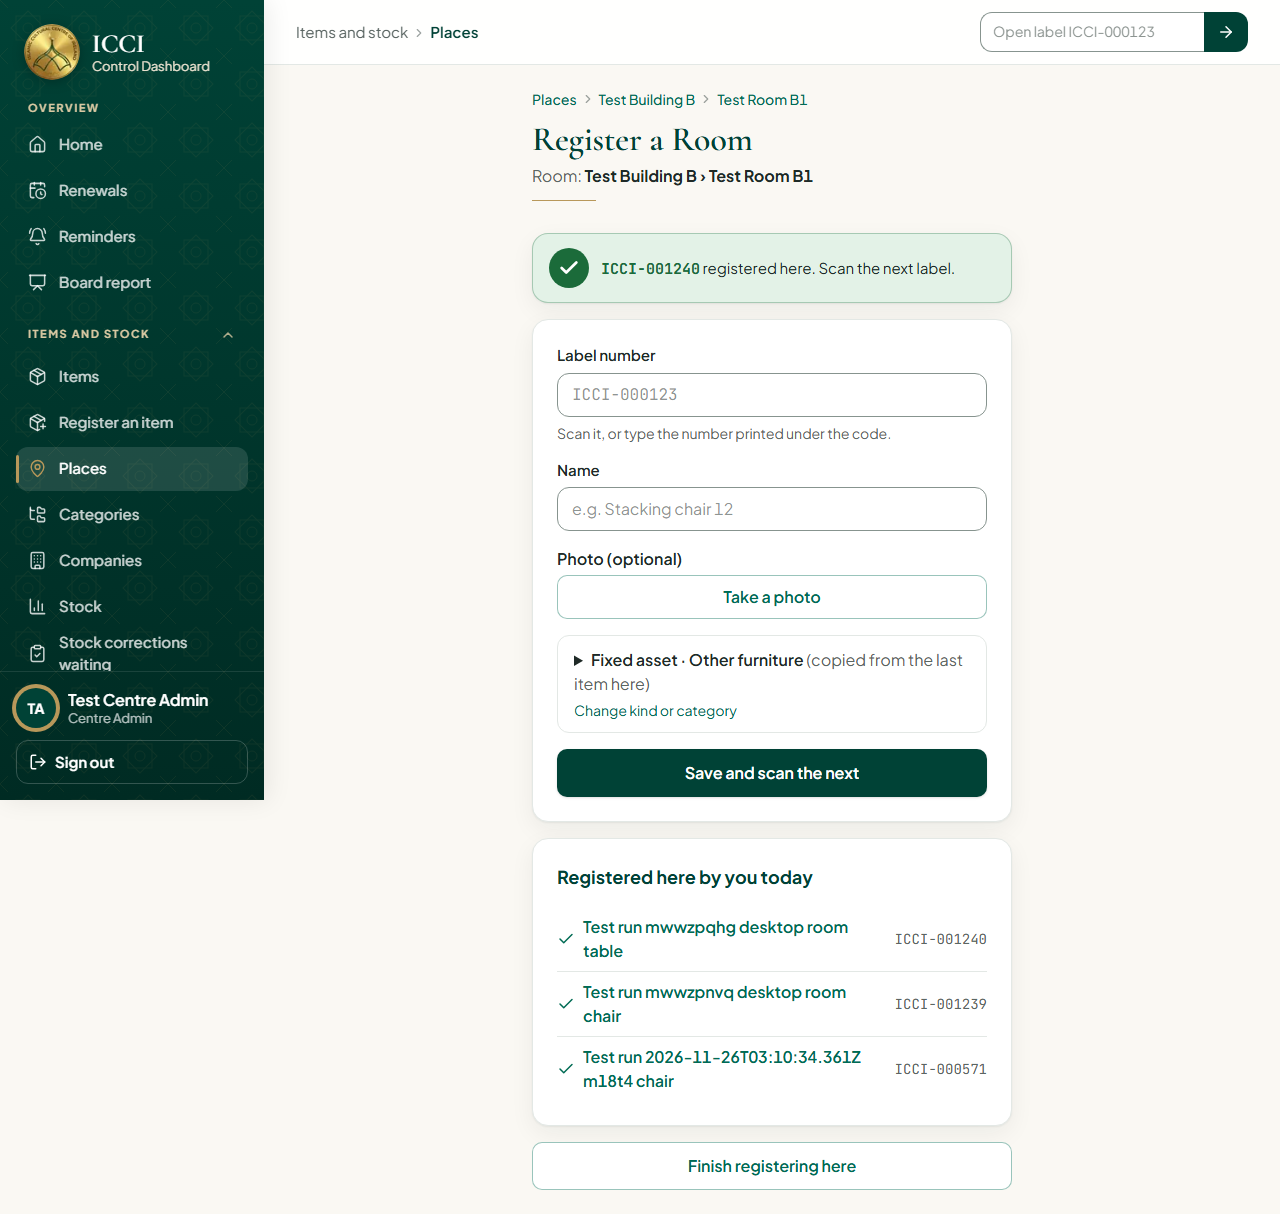 ICCI
Control Dashboard
OVERVIEW
Home
Renewals
Reminders
Board report
ITEMS AND STOCK
Items
Register an item
Places
Categories
Companies
Stock
Stock corrections
waiting
TA
Test Centre Admin
Centre Admin
Sign out
Items and stock › Places
Open label ICCI-000123
Places › Test Building B › Test Room B1
Register a Room
Room: Test Building B › Test Room B1
ICCI-001240 registered here. Scan the next label.
Label number
ICCI-000123
Scan it, or type the number printed under the code.
Name
e.g. Stacking chair 12
Photo (optional)
Take a photo
Fixed asset · Other furniture (copied from the last
item here)
Change kind or category
Save and scan the next
Registered here by you today
Test run mwwzpqhg desktop room
table
ICCI-001240
Test run mwwzpnvq desktop room
chair
ICCI-001239
Test run 2026-11-26T03:10:34.361Z
m18t4 chair
ICCI-000571
Finish registering here